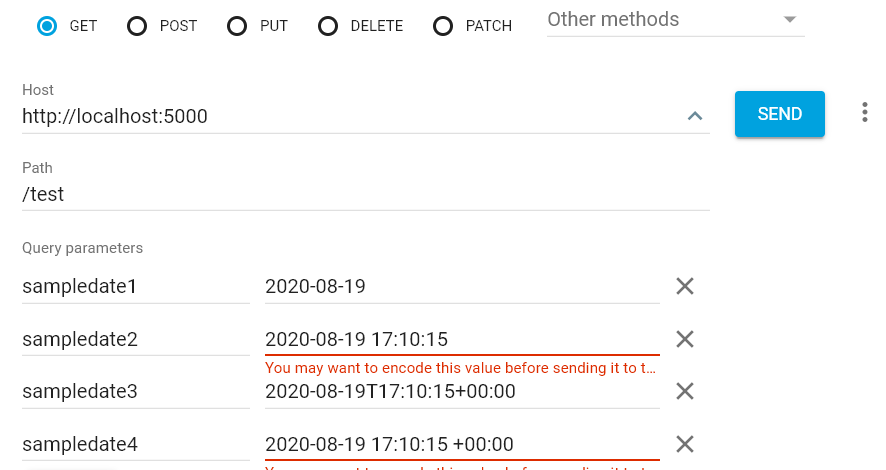 GET POST PUT DELETE PATCH Other methods
Host
http://localhost:5000
SEND
Path
/test
Query parameters
sampledate1 2020-08-19
sampledate2 2020-08-19 17:10:15
You may want to encode this value before sending it to t...
sampledate3 2020-08-19T17:10:15+00:00
sampledate4 2020-08-19 17:10:15 +00:00